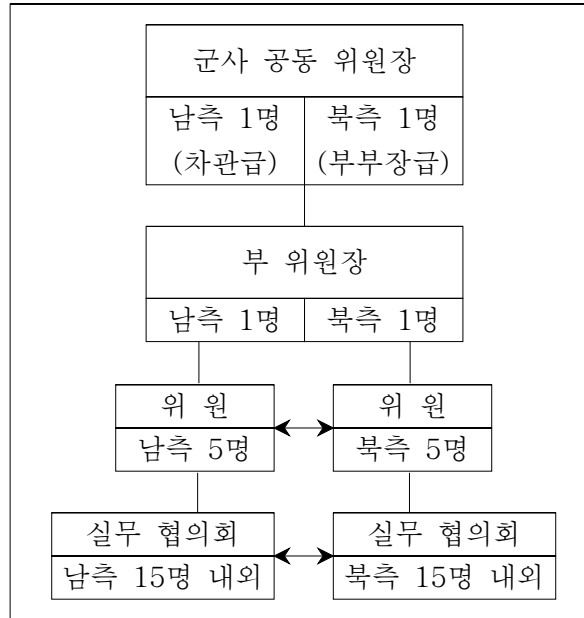 군사 공동 위원장
남측 1명 북측 1명
(차관급) (부부장급)
부 위원장
남측 1명 북측 1명
위 원 위 원
남측 5명 북측 5명
실무 협의회 실무 협의회
남측 15명 내외 북측 15명 내외